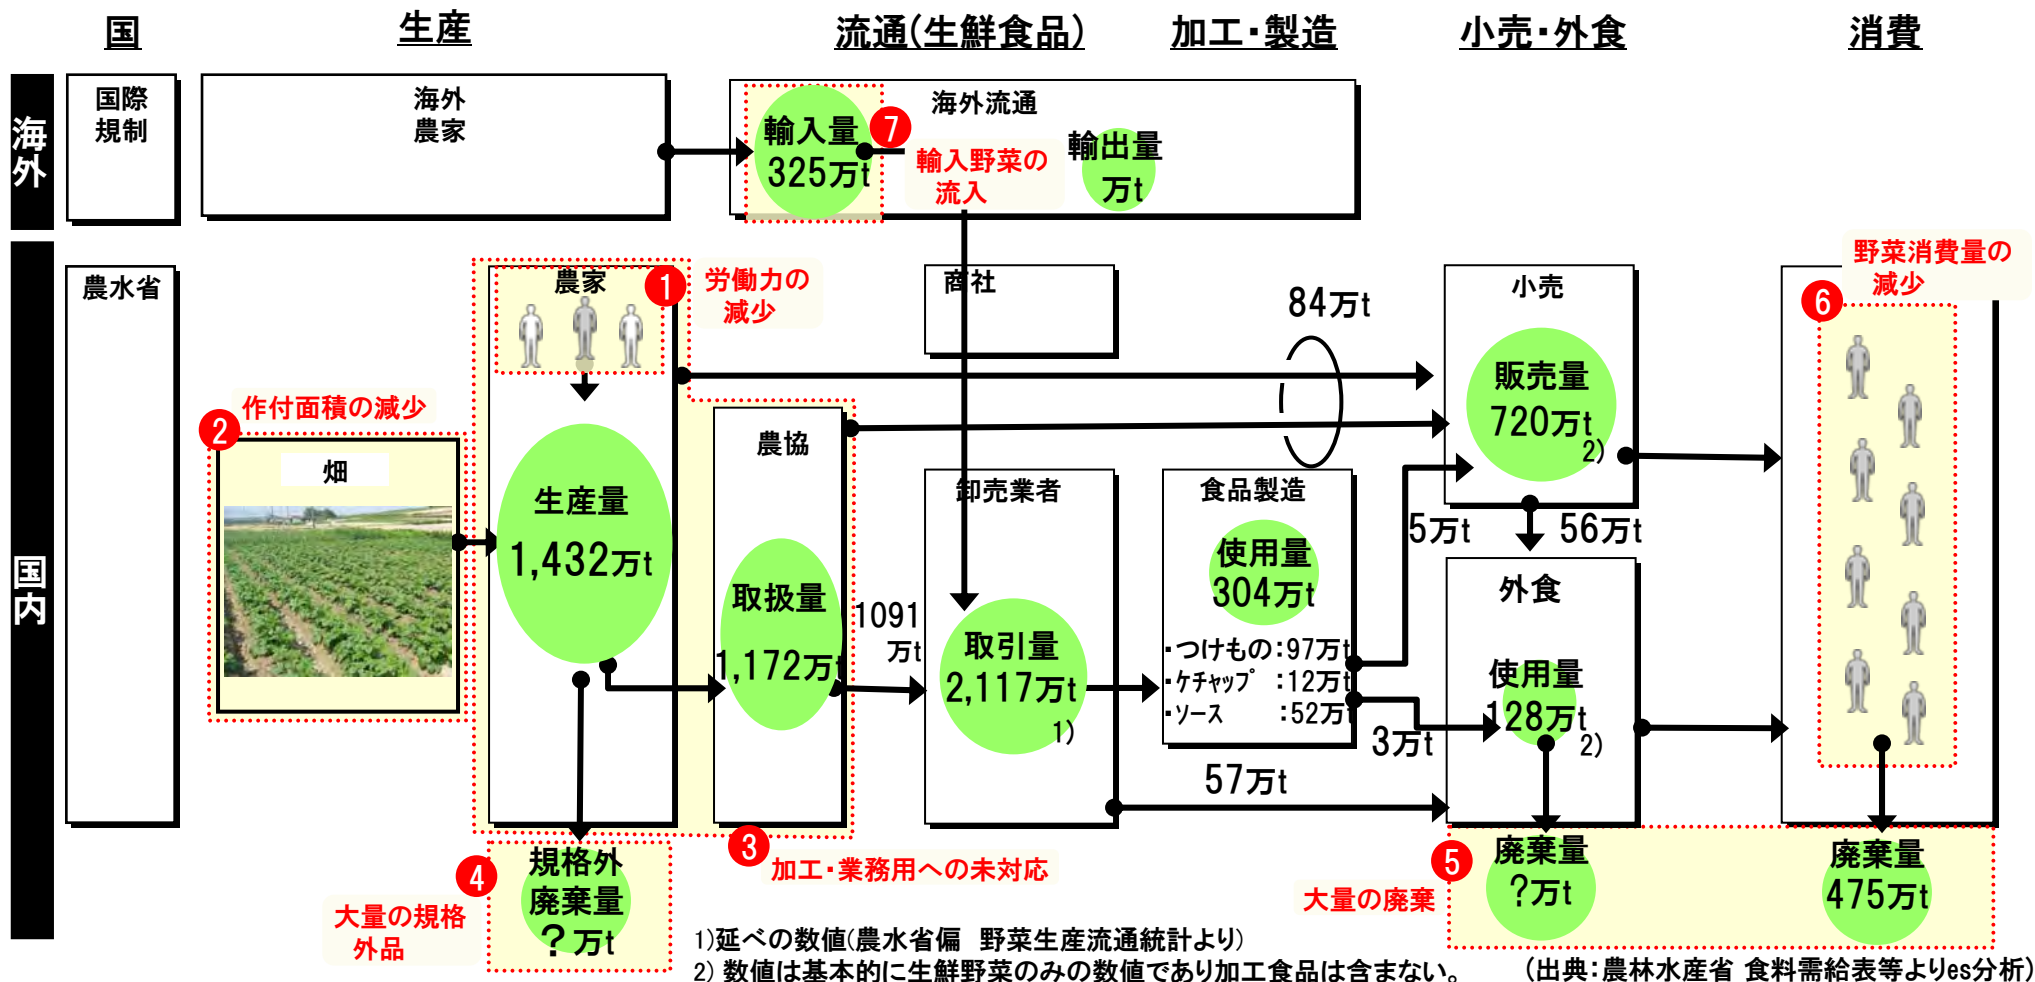 国
生産
流通(生鮮食品)
加工・製造
小売・外食
消費
海外
国際
規制
海外
農家
海外流通
輸入量
325万t
7
輸入野菜の
流入
輸出量
万t
国内
農水省
農家
1
労働力の
減少
商社
84万t
小売
販売量
720万t
2)
野菜消費量の
減少
6
2
作付面積の減少
畑
生産量
1,432万t
農協
取扱量
1,172万t
1091
万t
卸売業者
取引量
2,117万t
1)
食品製造
使用量
304万t
・つけもの:97万t
・ケチャップ :12万t
・ソース :52万t
5万t
56万t
外食
使用量
128万t
2)
3万t
57万t
3
加工・業務用への未対応
4
規格外
廃棄量
?万t
大量の規格
外品
5
大量の廃棄
廃棄量
?万t
廃棄量
475万t
1)延べの数値(農水省偏 野菜生産流通統計より)
2) 数値は基本的に生鮮野菜のみの数値であり加工食品は含まない。
(出典:農林水産省 食料需給表等よりes分析)